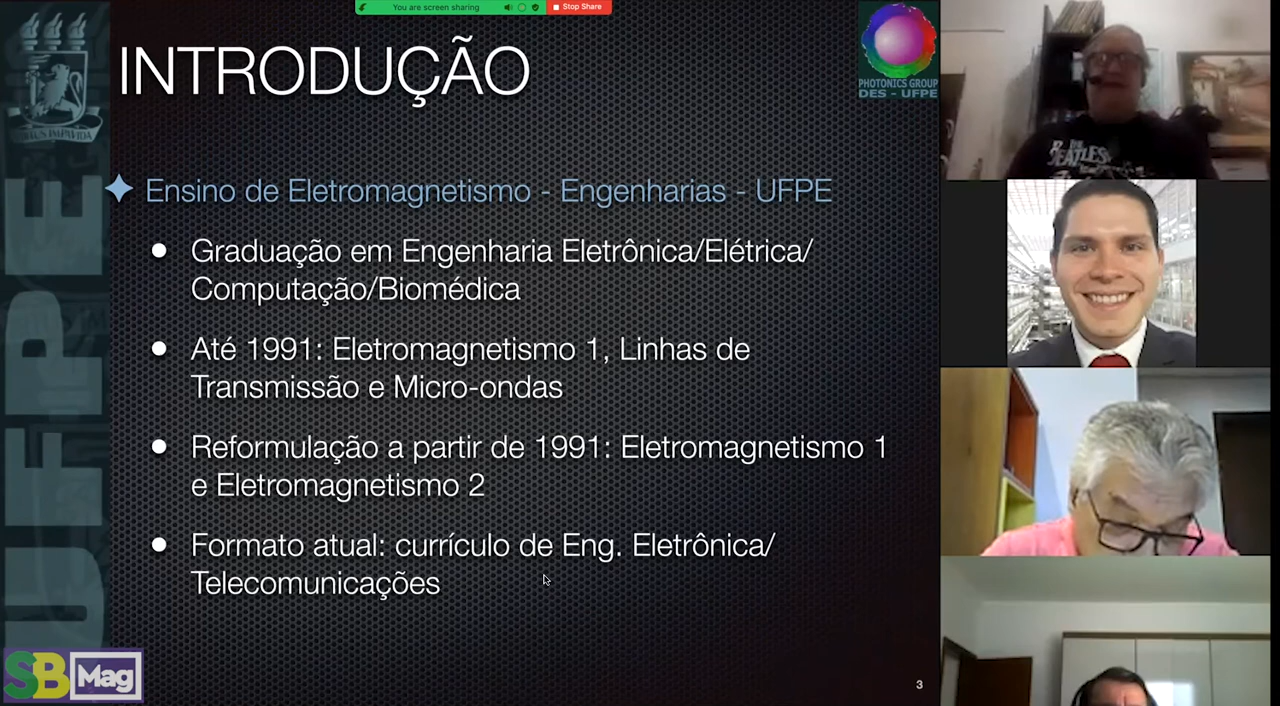 You are screen sharing
Stop Share
INTRODUÇÃO
PHOTONICS GROUP
DES - UFPE
UFPE
Ensino de Eletromagnetismo - Engenharias - UFPE
Graduação em Engenharia Eletrônica/Elétrica/
Computação/Biomédica
Até 1991: Eletromagnetismo 1, Linhas de
Transmissão e Micro-ondas
Reformulação a partir de 1991: Eletromagnetismo 1
e Eletromagnetismo 2
Formato atual: currículo de Eng. Eletrônica/
Telecomunicações
SB Mag
3
THE
BEATLES